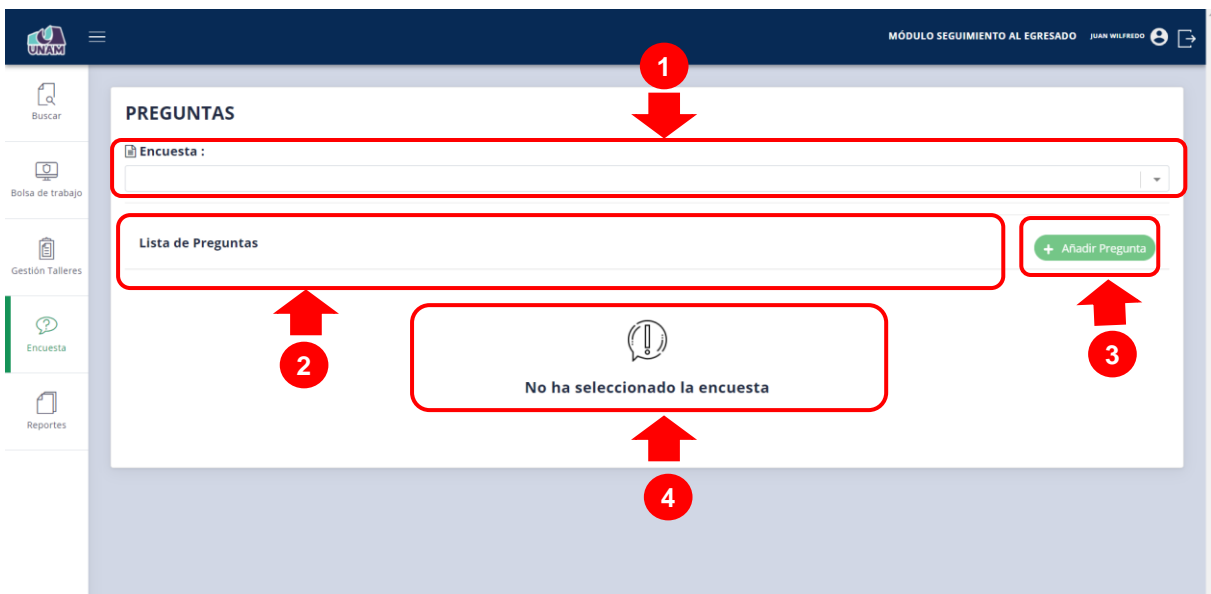 UNAM
MÓDULO SEGUIMIENTO AL EGRESADO JUAN WILFREDO
1
Buscar
PREGUNTAS
Encuesta :
Bolsa de trabajo
Lista de Preguntas
+ Añadir Pregunta
Gestión Talleres
Encuesta
2
3
No ha seleccionado la encuesta
Reportes
4